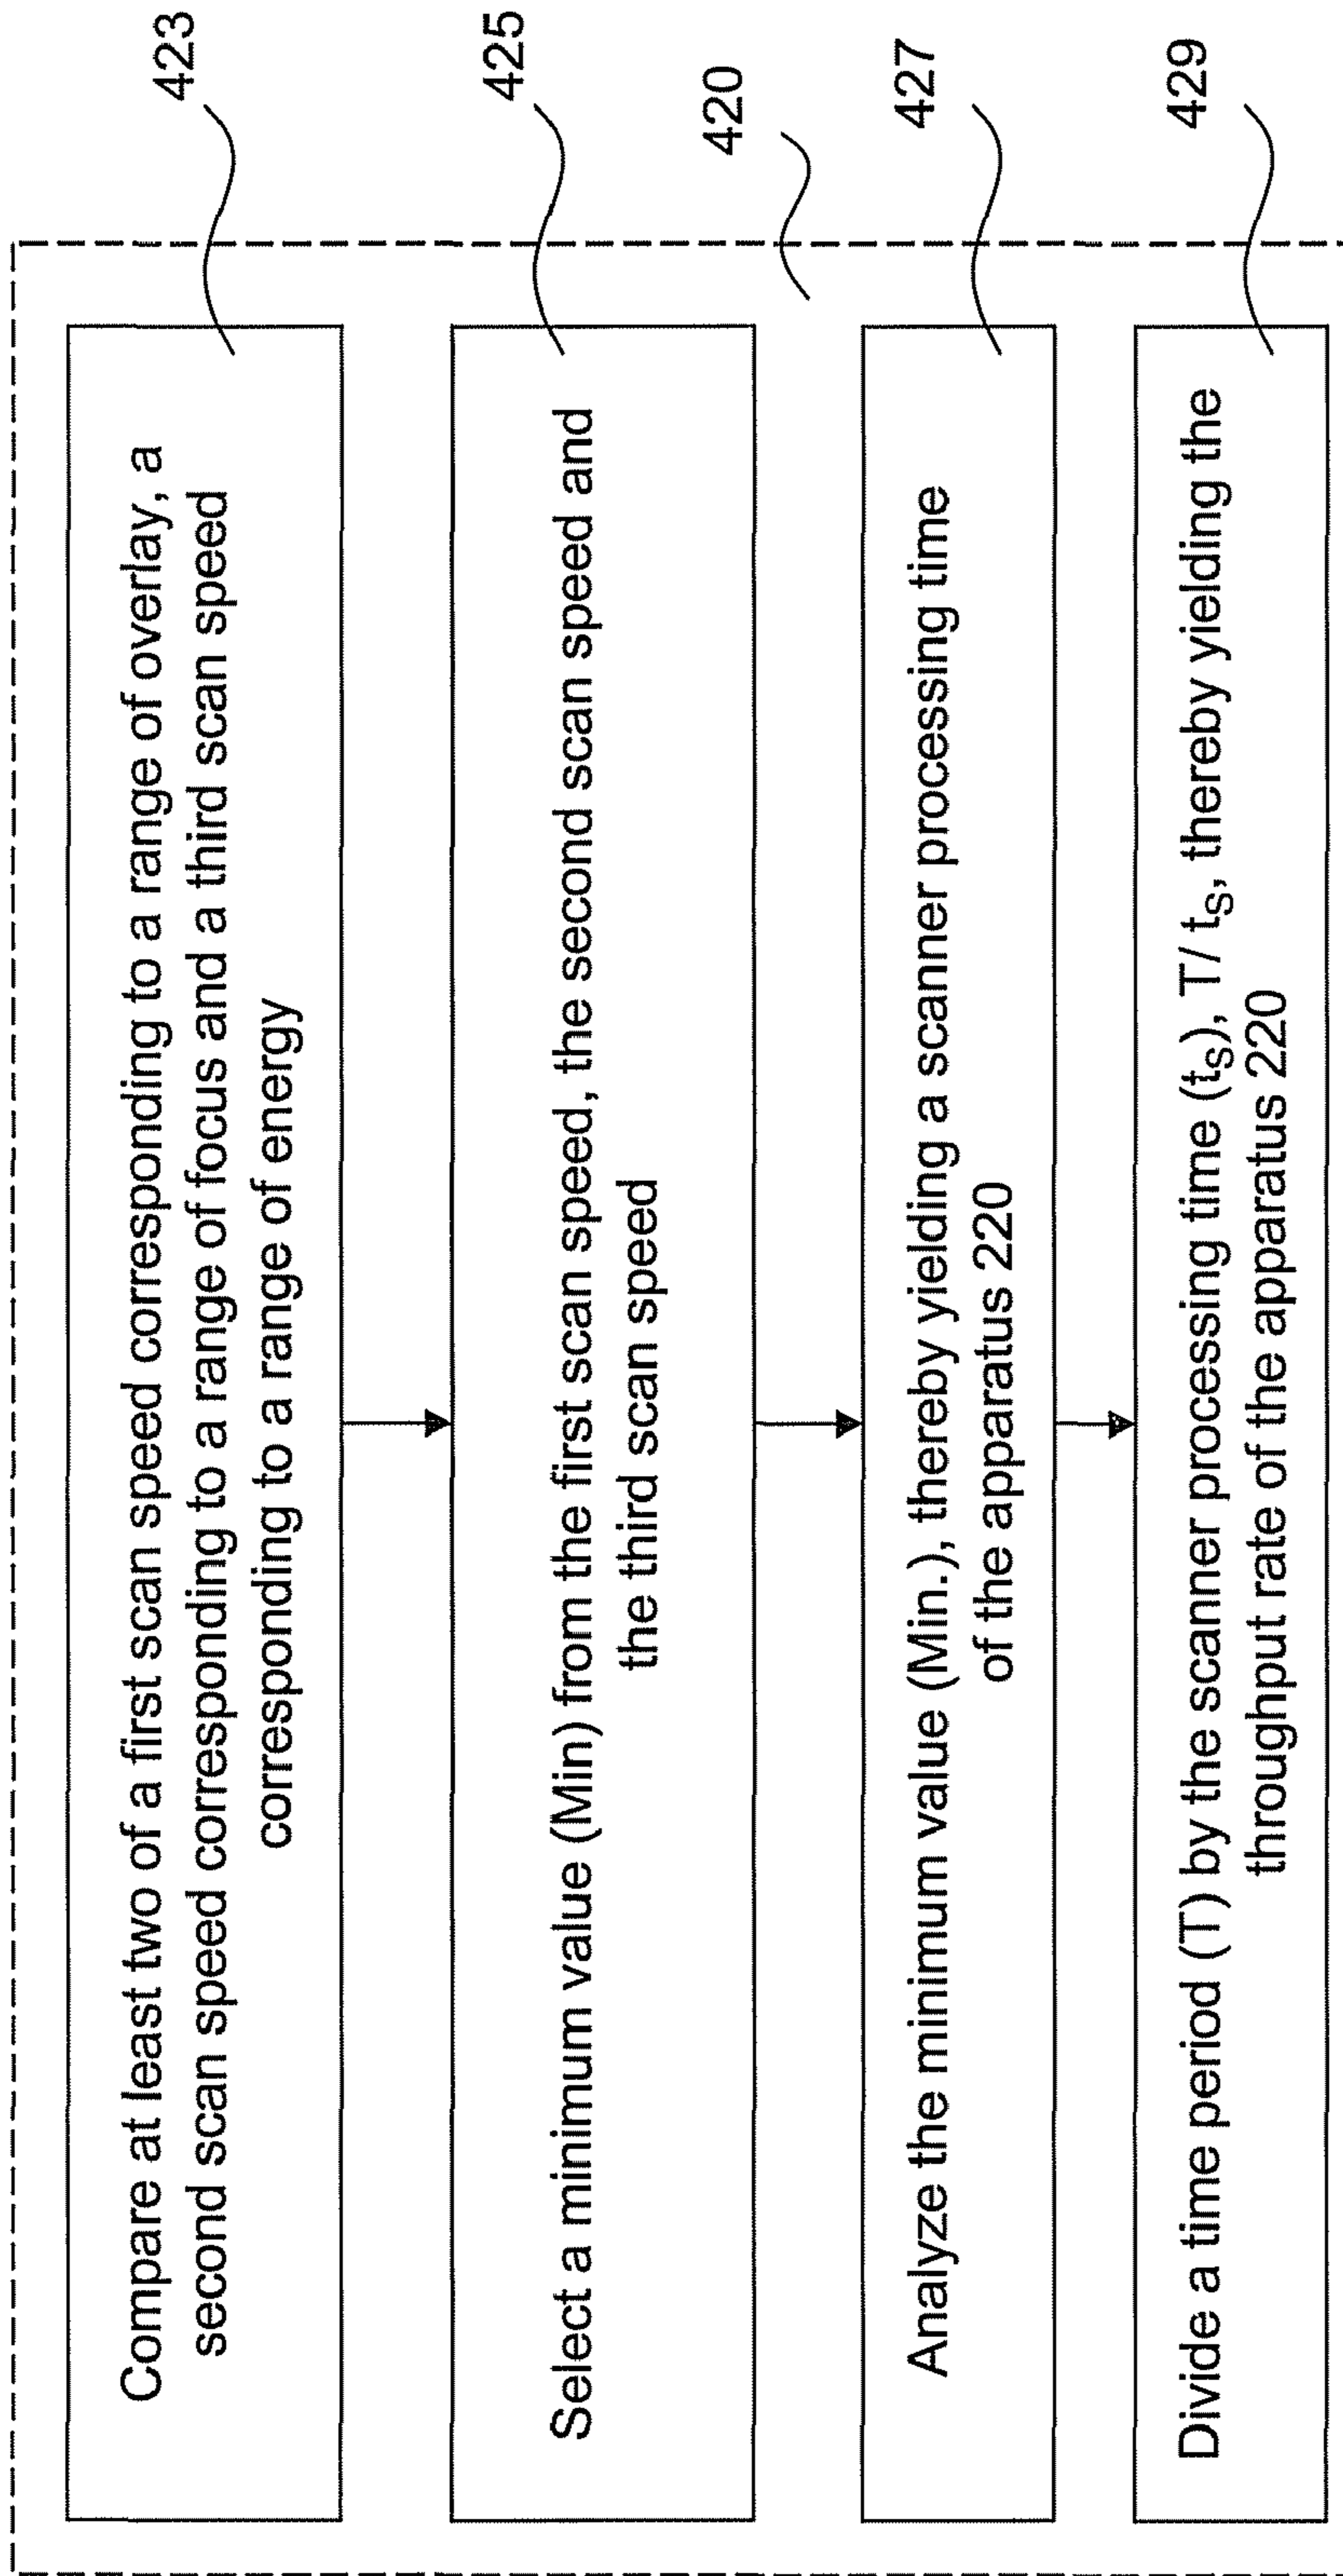 Compare at least two of a first scan speed corresponding to a range of overlay, a
second scan speed corresponding to a range of focus and a third scan speed
corresponding to a range of energy
423
Select a minimum value (Min) from the first scan speed, the second scan speed and
the third scan speed
425
420
Analyze the minimum value (Min.), thereby yielding a scanner processing time
of the apparatus 220
427
Divide a time period (T) by the scanner processing time (tS), T/ tS, thereby yielding the
throughput rate of the apparatus 220
429